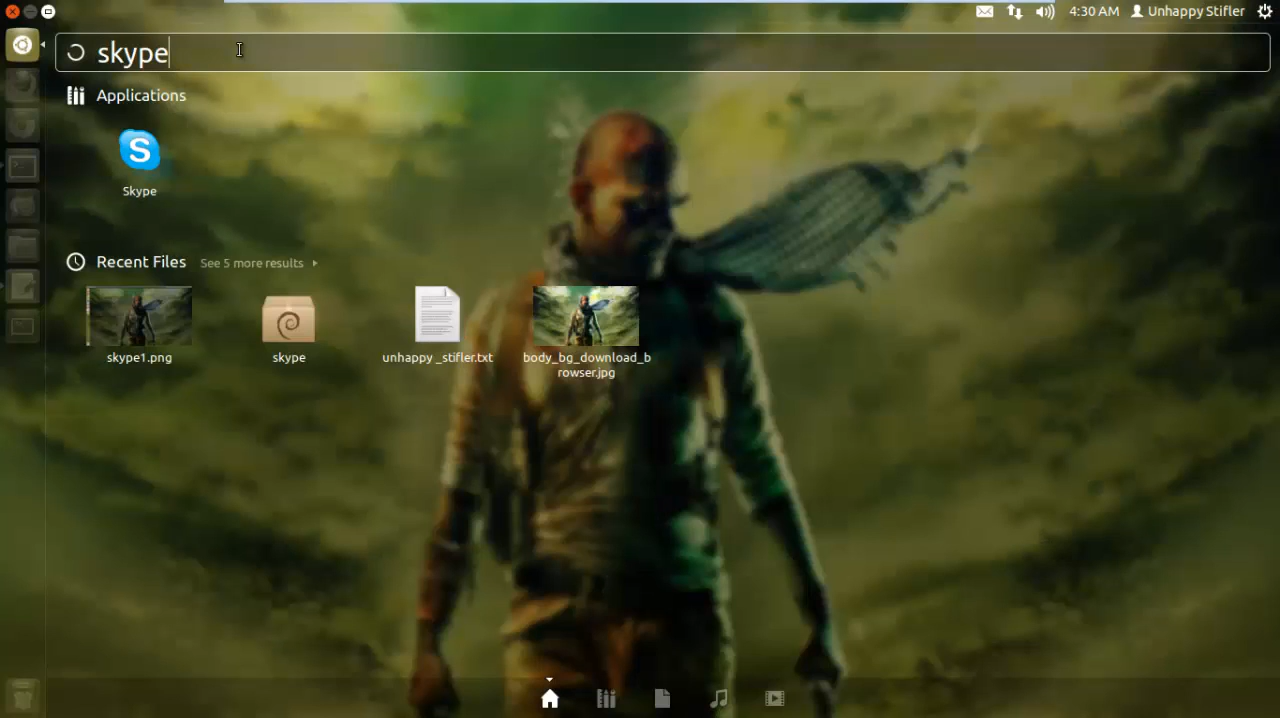 4:30 AM Unhappy Stifler
skype
Applications
S
Skype
Recent Files See 5 more results
skype1.png
skype
unhappy _stifler.txt
body_bg_download_b
rowser.jpg